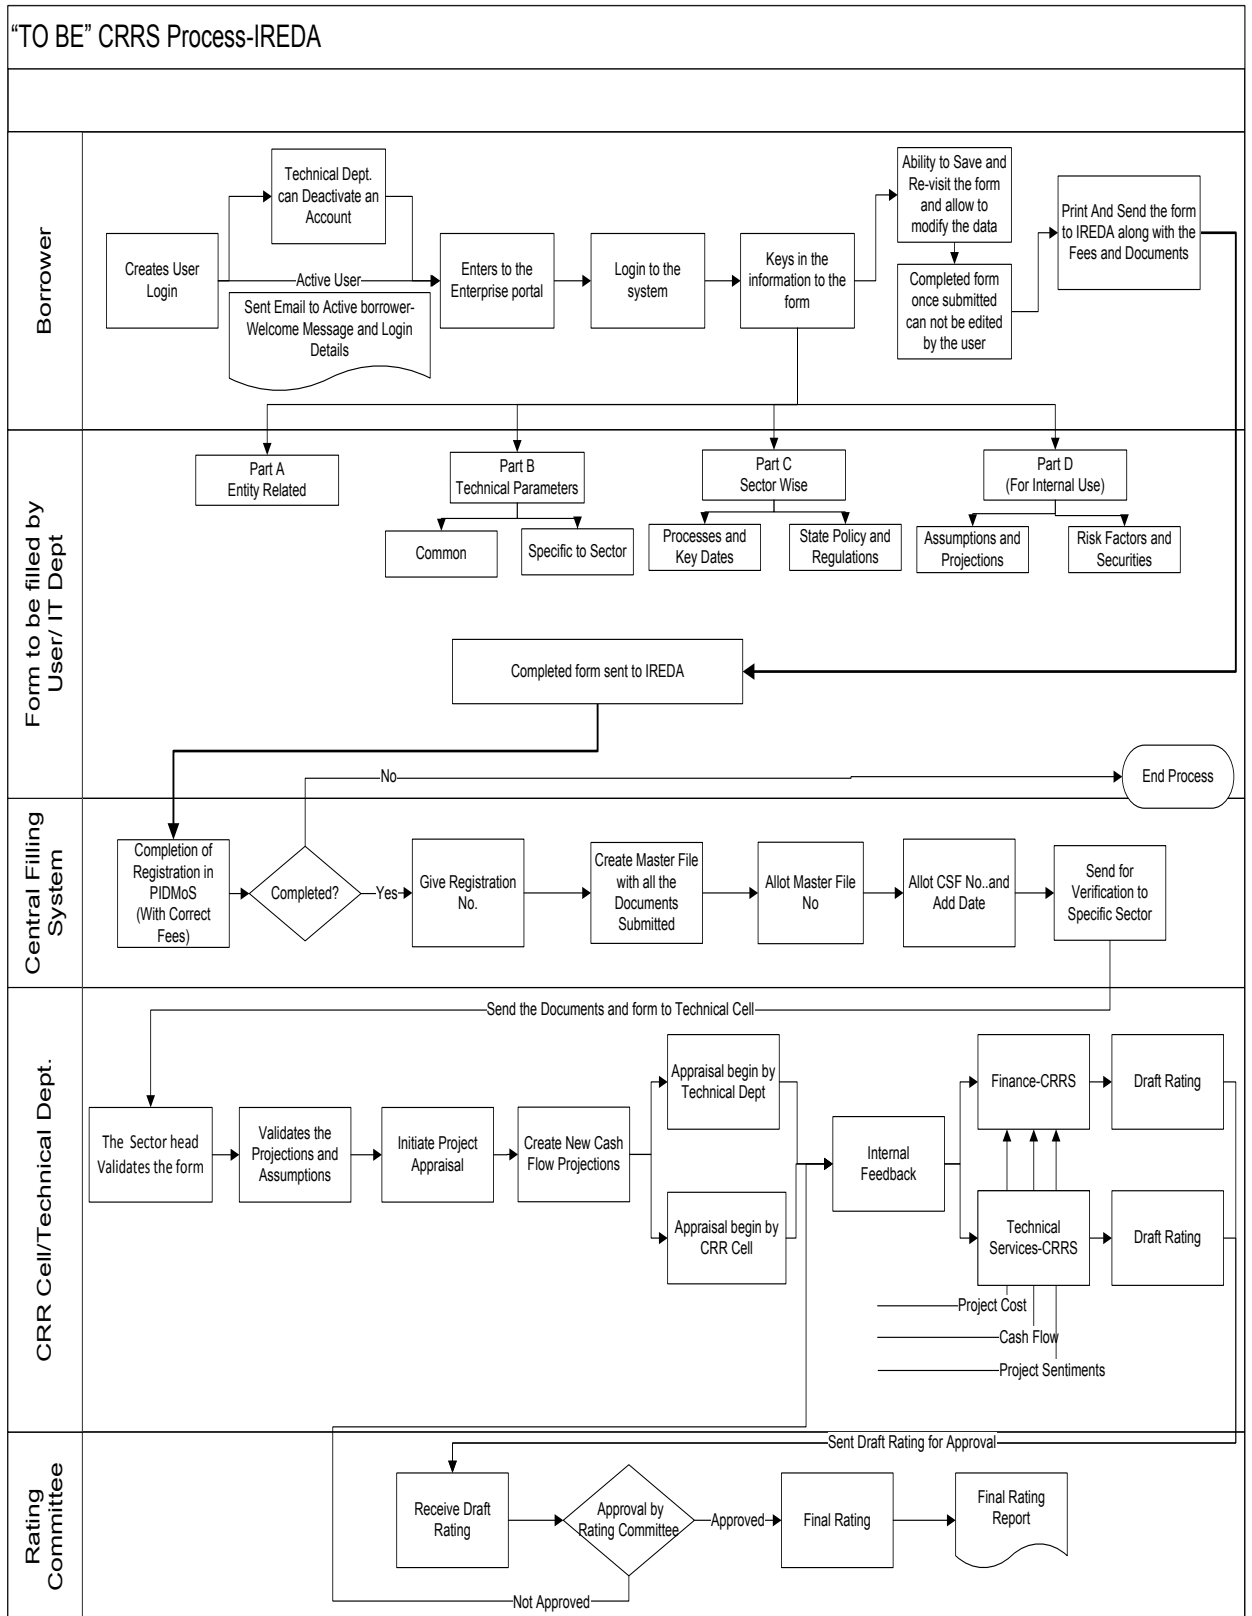 “TO BE” CRRS Process-IREDA
Borrower
Technical Dept.
can Deactivate an
Account
Creates User
Login
Active User
Sent Email to Active borrower-
Welcome Message and Login
Details
Enters to the
Enterprise portal
Login to the
system
Keys in the
information to the
form
Ability to Save and
Re-visit the form
and allow to
modify the data
Completed form
once submitted
can not be edited
by the user
Print And Send the form
to IREDA along with the
Fees and Documents
Form to be filled by
User/ IT Dept
Part A
Entity Related
Part B
Technical Parameters
Common
Specific to Sector
Part C
Sector Wise
Processes and
Key Dates
State Policy and
Regulations
Part D
(For Internal Use)
Assumptions and
Projections
Risk Factors and
Securities
Completed form sent to IREDA
No
End Process
Central Filling
System
Completion of
Registration in
PIDMoS
(With Correct
Fees)
Completed?
Yes
Give Registration
No.
Create Master File
with all the
Documents
Submitted
Allot Master File
No
Allot CSF No..and
Add Date
Send for
Verification to
Specific Sector
CRR Cell/Technical Dept.
Send the Documents and form to Technical Cell
The Sector head
Validates the form
Validates the
Projections and
Assumptions
Initiate Project
Appraisal
Create New Cash
Flow Projections
Appraisal begin by
Technical Dept
Appraisal begin by
CRR Cell
Internal
Feedback
Finance-CRRS
Draft Rating
Technical
Services-CRRS
Draft Rating
Project Cost
Cash Flow
Project Sentiments
Rating
Committee
Sent Draft Rating for Approval
Receive Draft
Rating
Approval by
Rating Committee
Approved
Final Rating
Final Rating
Report
Not Approved